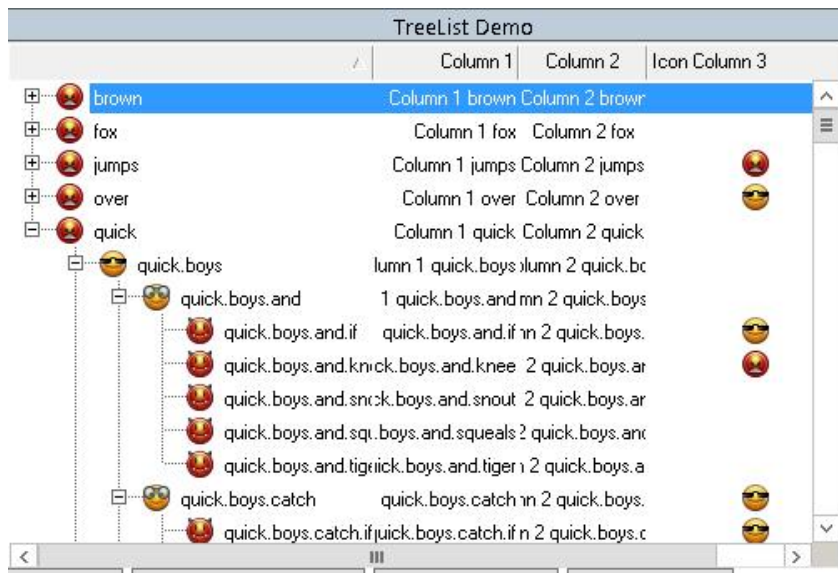 TreeList Demo
Column 1 Column 2 Icon Column 3
brown Column 1 brown Column 2 brown
fox Column 1 fox Column 2 fox
jumps Column 1 jumps Column 2 jumps
over Column 1 over Column 2 over
quick Column 1 quick Column 2 quick
quick.boys lumn 1 quick.boys olumn 2 quick.bo
quick.boys.and 1 quick.boys.and mn 2 quick.boys
quick.boys.and.if quick.boys.and.if 2 quick.boys.
quick.boys.and.kn ck.boys.and.knee 2 quick.boys.ar
quick.boys.and.sno ck.boys.and.snout 2 quick.boys.ar
quick.boys.and.squ .boys.and.squeals 2 quick.boys.and
quick.boys.and.tige uick.boys.and.tiger 2 quick.boys.a
quick.boys.catch quick.boys.catch 2 quick.boys.
quick.boys.catch.if quick.boys.catch.if n 2 quick.boys.c